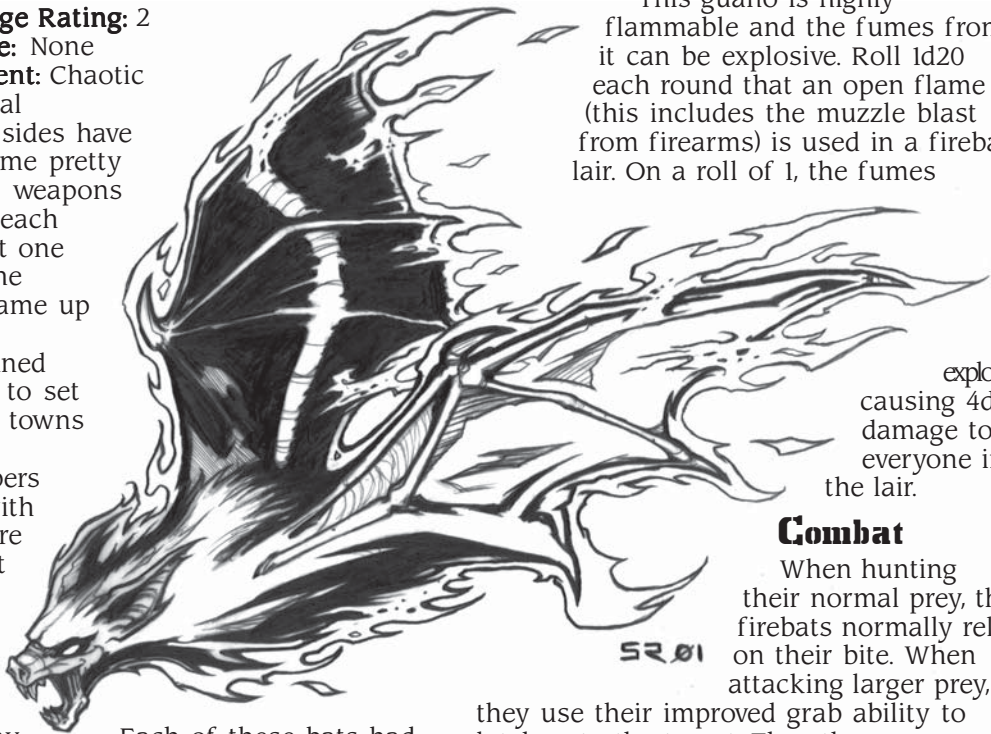 ge Rating: 2
e: None
ent: Chaotic
al
sides have
me pretty
weapons
each
t one
ne
ame up
ned
to set
towns
bers
ith
re
t
Each of these bats had
This guano is highly
flammable and the fumes from
it can be explosive. Roll 1d20
each round that an open flame
(this includes the muzzle blast
from firearms) is used in a fireba
lair. On a roll of 1, the fumes
explo
causing 4d
damage to
everyone i
the lair.
Combat
When hunting
their normal prey, th
firebats normally rel
on their bite. When
attacking larger prey,
they use their improved grab ability to
SR 01